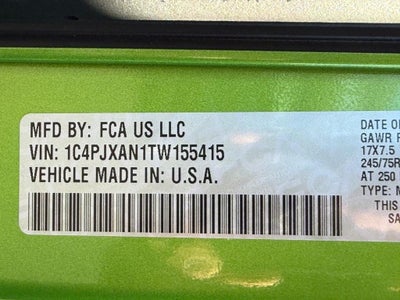 MFD BY: FCA US LLC
VIN: 1C4PJXAN1TW155415
VEHICLE MADE IN: U.S.A.
DATE O
GAWR F
17X7.5
245/75R
AT 250
TYPE: M
THIS
SA